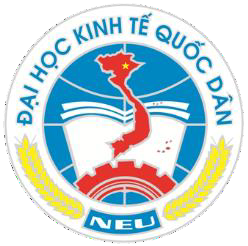 ĐẠI HỌC KINH TẾ QUỐC DÂN
NEU